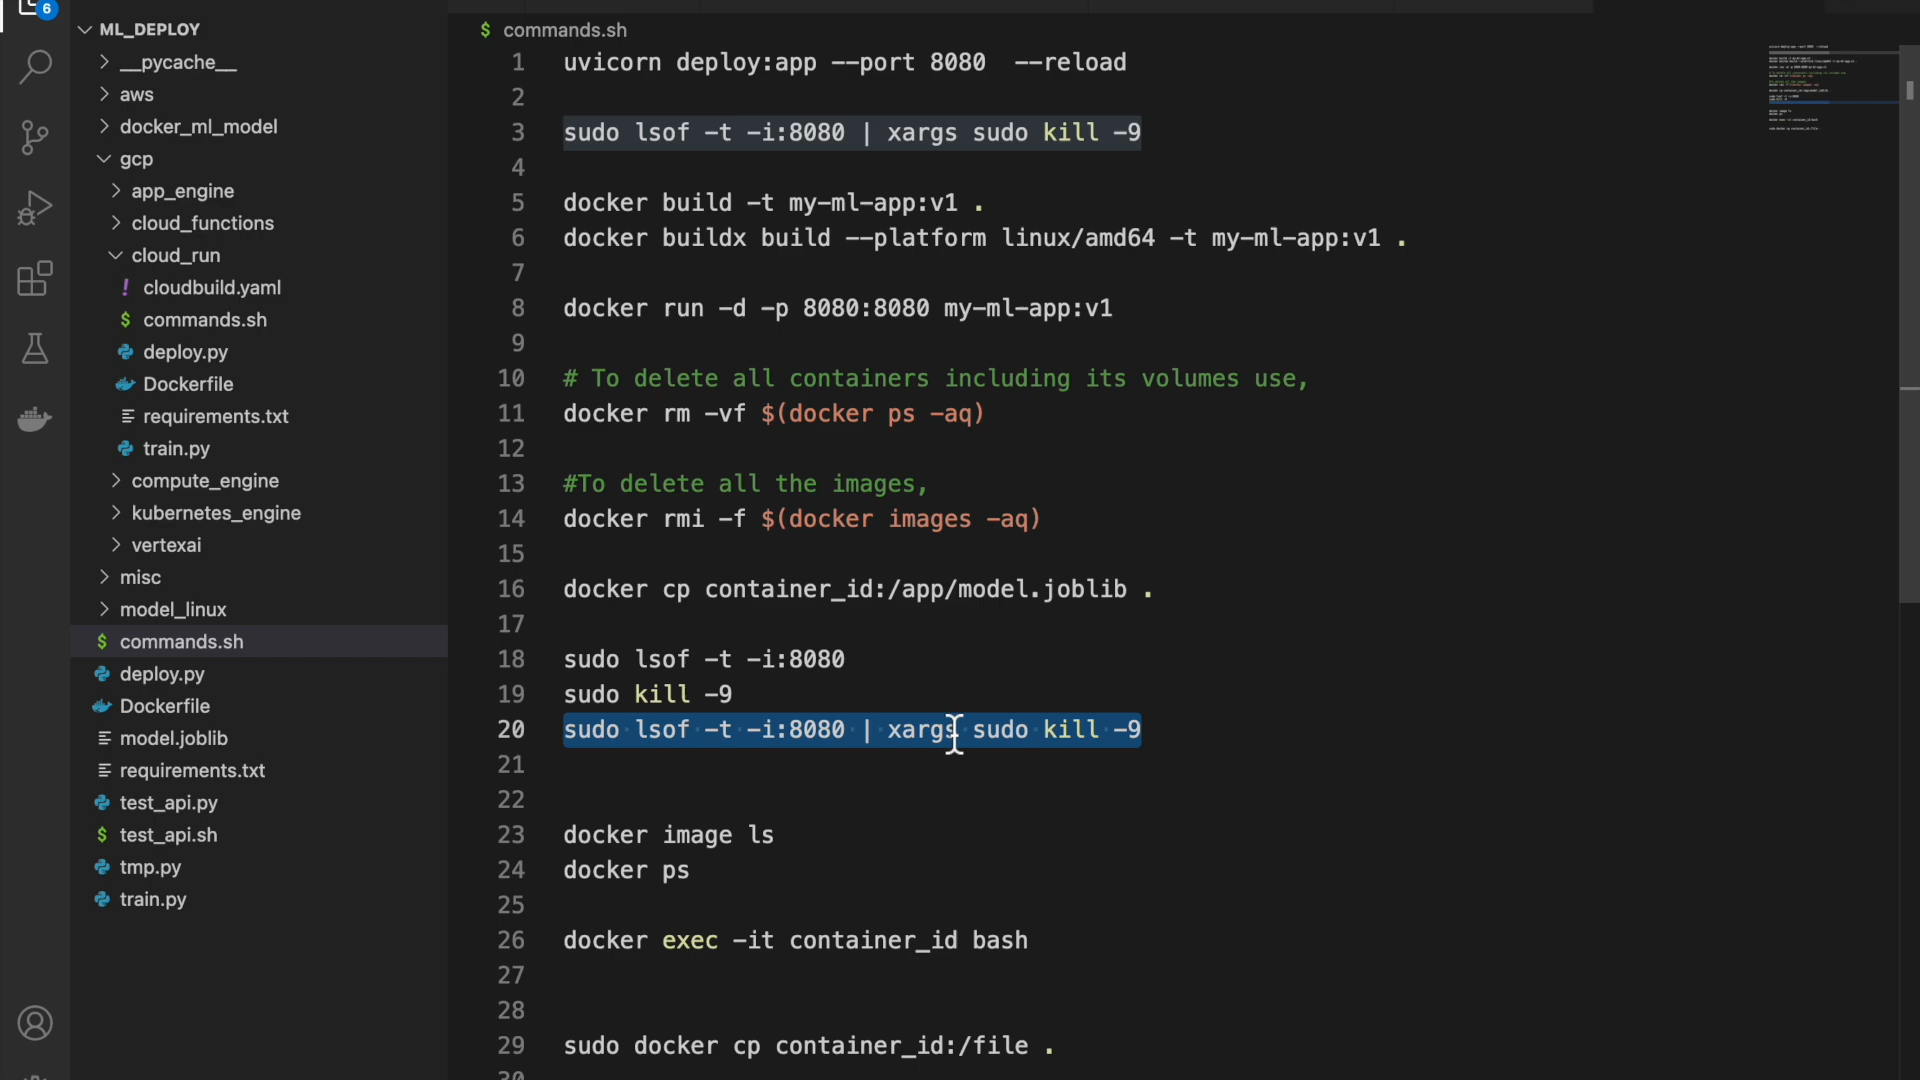 6
ML_DEPLOY
__pycache__
aws
docker_ml_model
gcp
app_engine
cloud_functions
cloud_run
! cloudbuild.yaml
$ commands.sh
deploy.py
Dockerfile
requirements.txt
train.py
compute_engine
kubernetes_engine
vertexai
misc
model_linux
$ commands.sh
deploy.py
Dockerfile
model.joblib
requirements.txt
test_api.py
$ test_api.sh
tmp.py
train.py
$ commands.sh
1 uvicorn deploy:app --port 8080  --reload
2
3 sudo lsof -t -i:8080 | xargs sudo kill -9
4
5 docker build -t my-ml-app:v1 .
6 docker buildx build --platform linux/amd64 -t my-ml-app:v1 .
7
8 docker run -d -p 8080:8080 my-ml-app:v1
9
10 # To delete all containers including its volumes use,
11 docker rm -vf $(docker ps -aq)
12
13 #To delete all the images,
14 docker rmi -f $(docker images -aq)
15
16 docker cp container_id:/app/model.joblib .
17
18 sudo lsof -t -i:8080
19 sudo kill -9
20 sudo lsof -t -i:8080 | xargs sudo kill -9
21
22
23 docker image ls
24 docker ps
25
26 docker exec -it container_id bash
27
28
29 sudo docker cp container_id:/file .
30